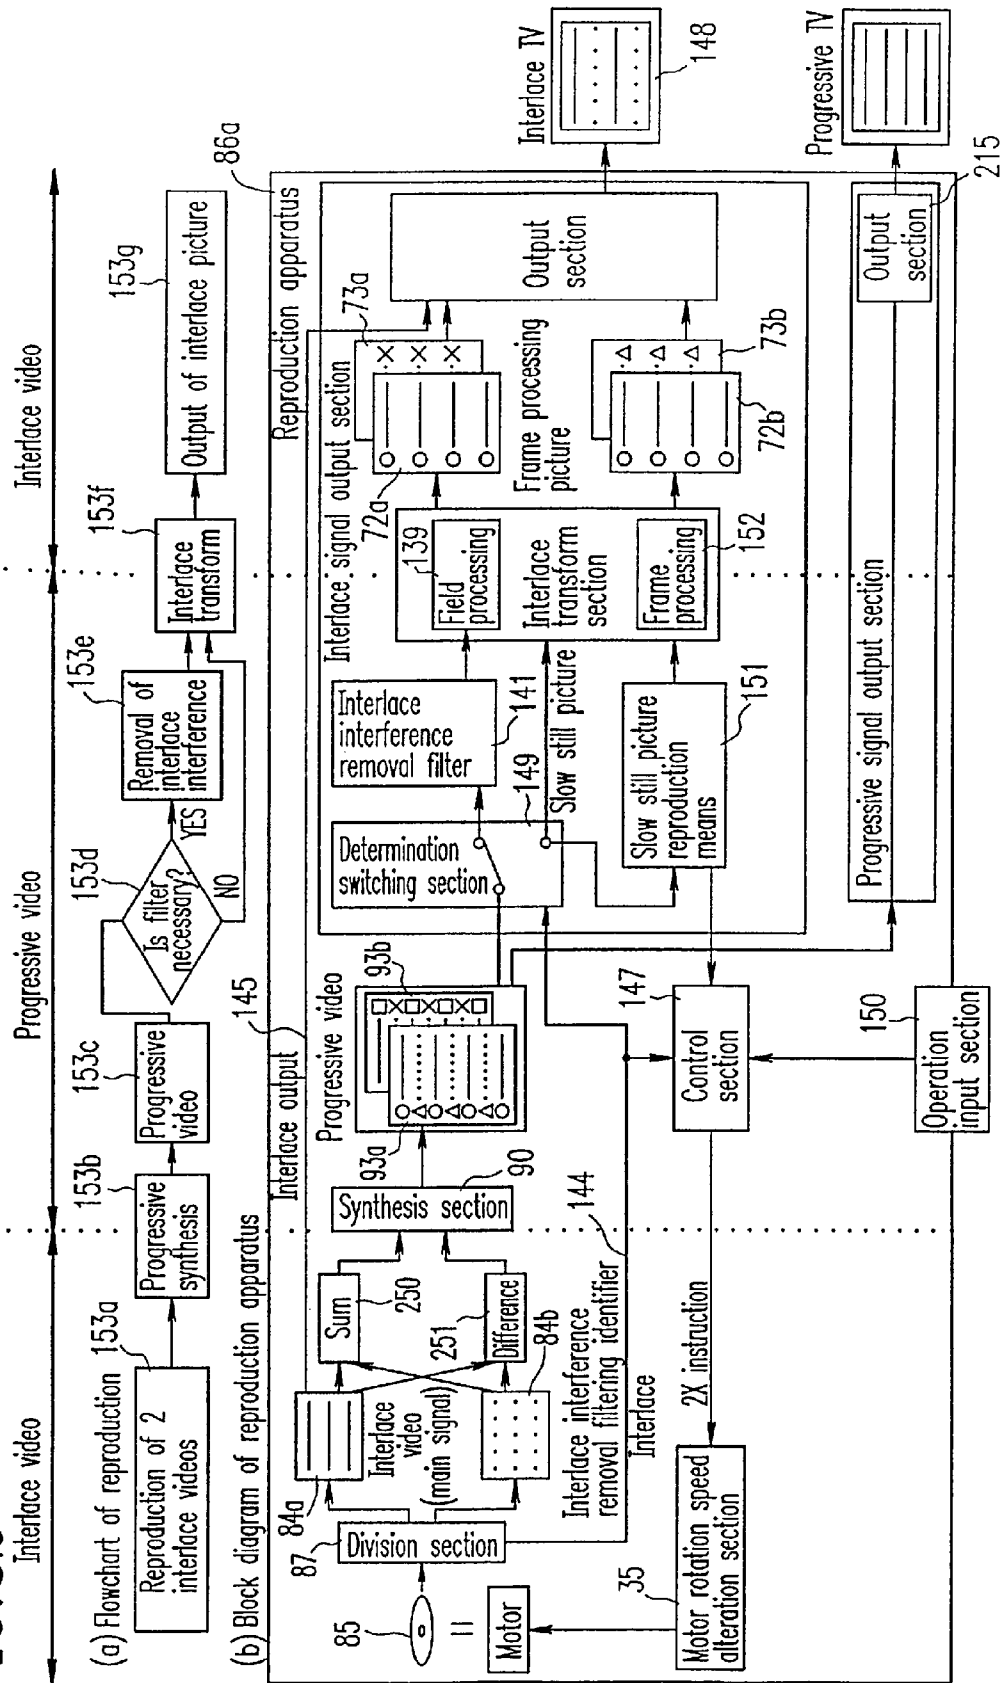 Interlace video
Progressive video
Interlace video
(a) Flowchart of reproduction
153a
Reproduction of 2
interlace videos
153b
Progressive
synthesis
153c
Progressive
video
153d
Is filter
necessary?
YES
NO
153e
Removal of
interlace
interference
153f
Interlace
transform
153g
Output of interlace picture
(b) Block diagram of reproduction apparatus
Interlace output
145
Reproduction apparatus
86a
85
Motor
87
Division section
84a
Interlace
video
(main signal)
84b
Sum
250
251
Difference
Synthesis section
90
Progressive video
93a
93b
Interlace interference
removal filtering identifier
144
Interlace
Interlace signal output section
Determination
switching section
149
Interlace
interference
removal filter
141
Slow still picture
Slow still picture
reproduction
means
151
139
Field
processing
Interlace
transform
section
Frame
processing
152
72a
73a
Frame processing
picture
72b
73b
Output
section
Interlace TV
148
35
Motor rotation speed
alteration section
2X instruction
Control
section
147
Operation
input section
150
Progressive signal output section
Output
section
215
Progressive TV